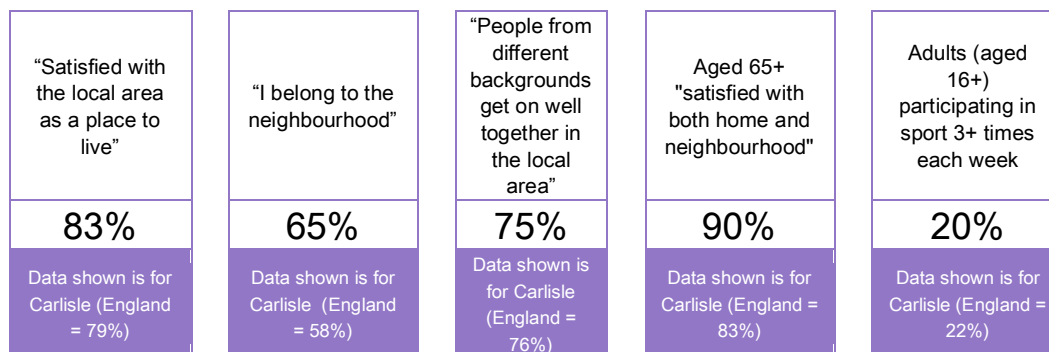 “Satisfied with
the local area
as a place to
live”
83%
Data shown is for
Carlisle (England
= 79%)
“I belong to the
neighbourhood”
65%
Data shown is for
Carlisle  (England
= 58%)
“People from
different
backgrounds
get on well
together in
the local
area”
75%
Data shown is
for Carlisle
(England =
76%)
Aged 65+
"satisfied with
both home and
neighbourhood"
90%
Data shown is for
Carlisle (England =
83%)
Adults (aged
16+)
participating in
sport 3+ times
each week
20%
Data shown is for
Carlisle (England =
22%)